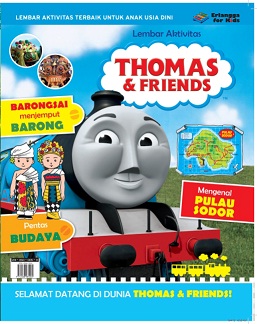 LEMBAR AKTIVITAS TERBAIK UNTUK ANAK USIA DINI
Erlangga
for Kids
Lembar Aktivitas
THOMAS
& FRIENDS
BARONGSAI
menjemput
BARONG
Mengenal
PULAU
SODOR
Pentas
BUDAYA
SELAMAT DATANG DI DUNIA THOMAS & FRIENDS!